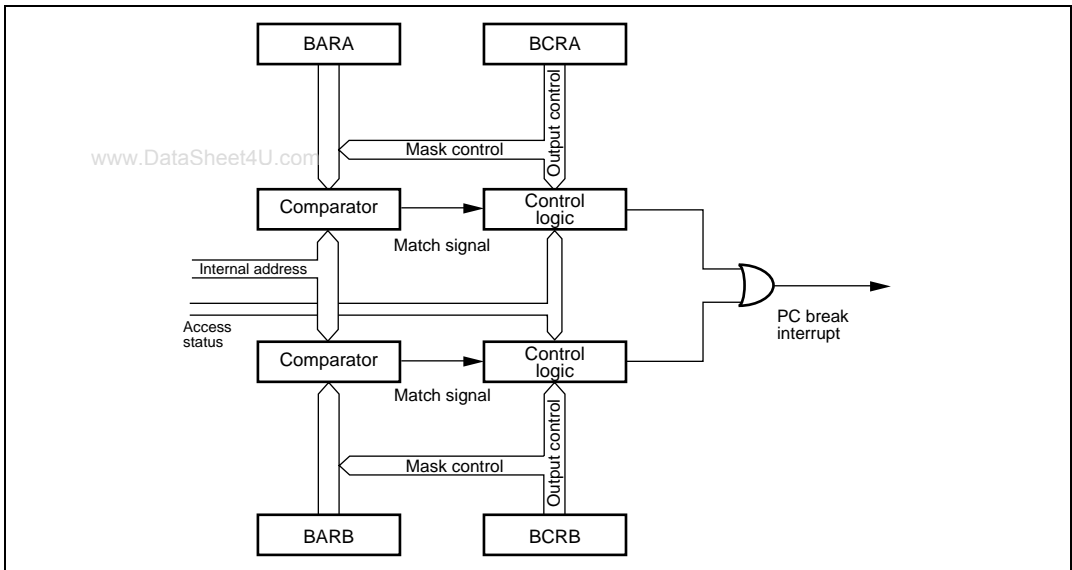 BARA
BCRA
Output control
www.DataSheet4U.com
Mask control
Comparator
Control
logic
Match signal
Internal address
Access
status
PC break
interrupt
Comparator
Control
logic
Match signal
Mask control
Output control
BARB
BCRB